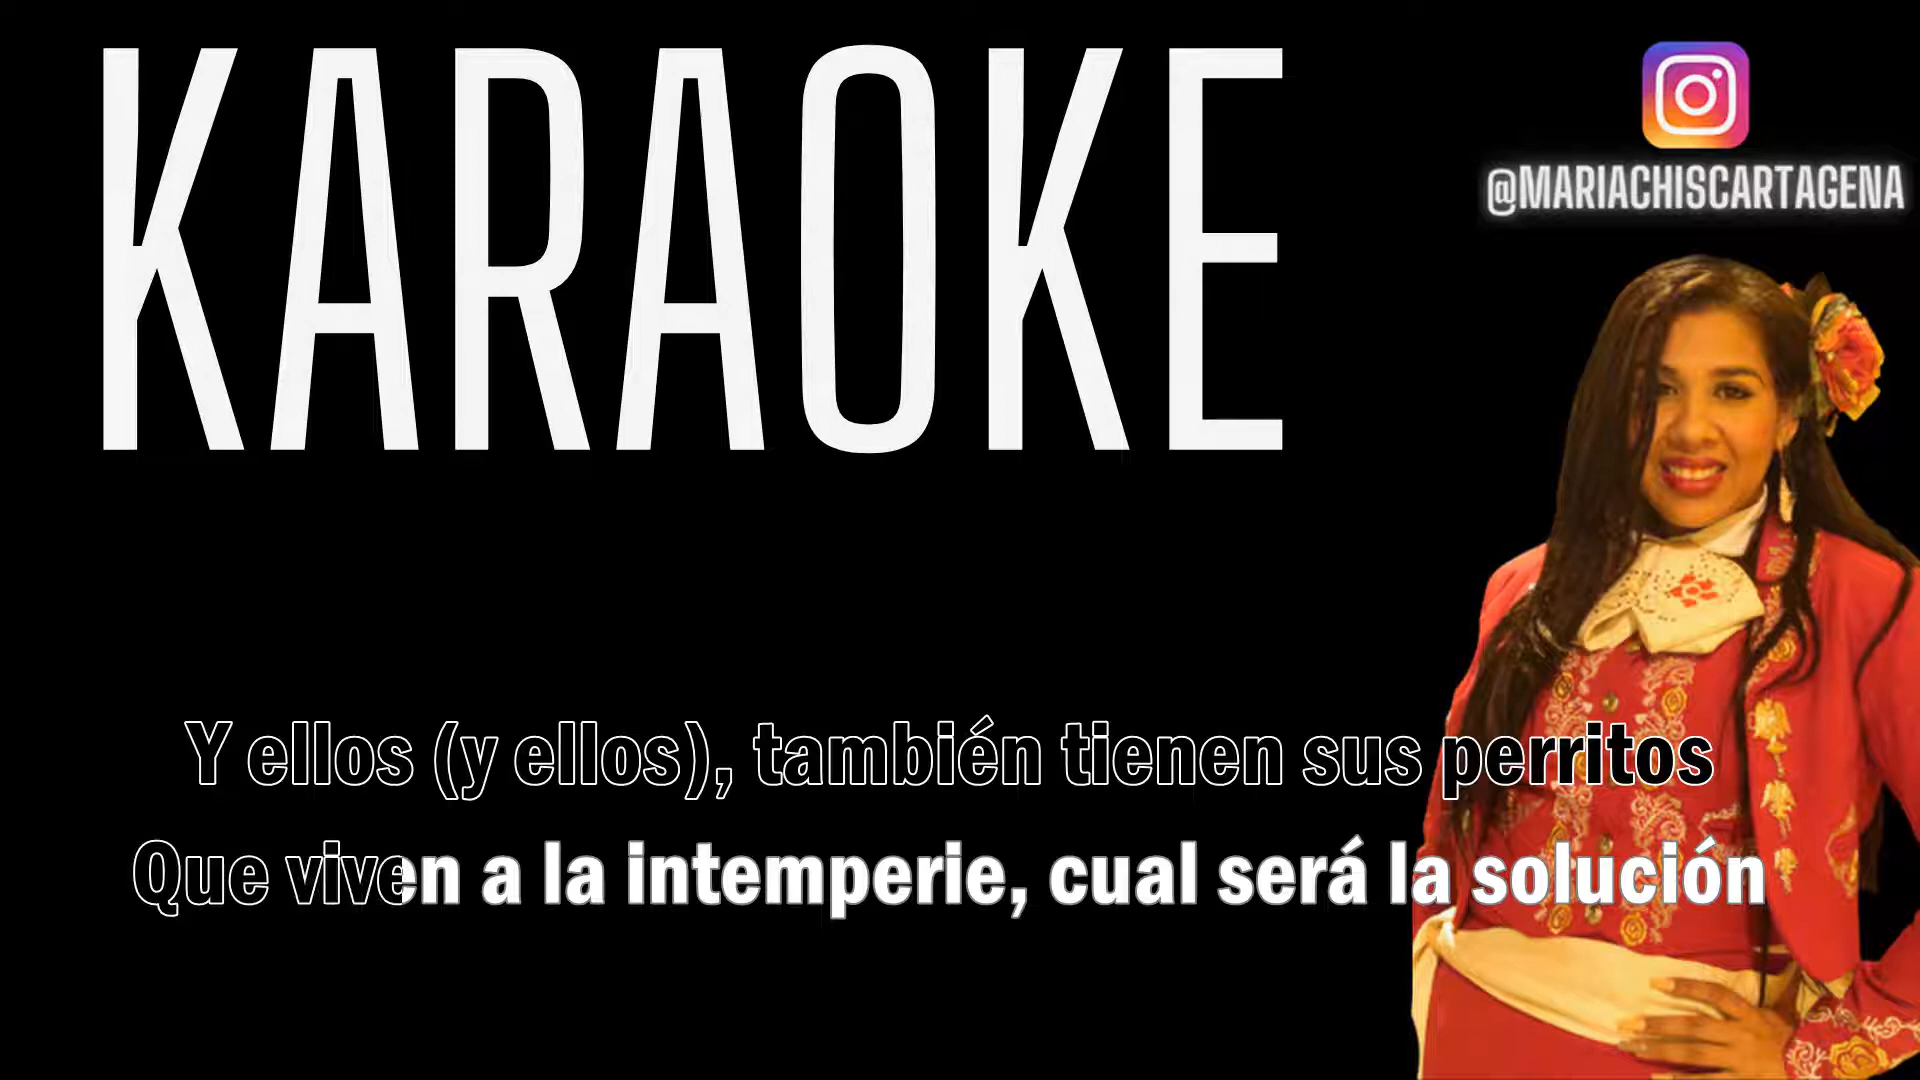 KARAOKE
@MARIACHISCARTAGENA
Y ellos (y ellos), también tienen sus perritos
Que viven a la intemperie, cual será la solución